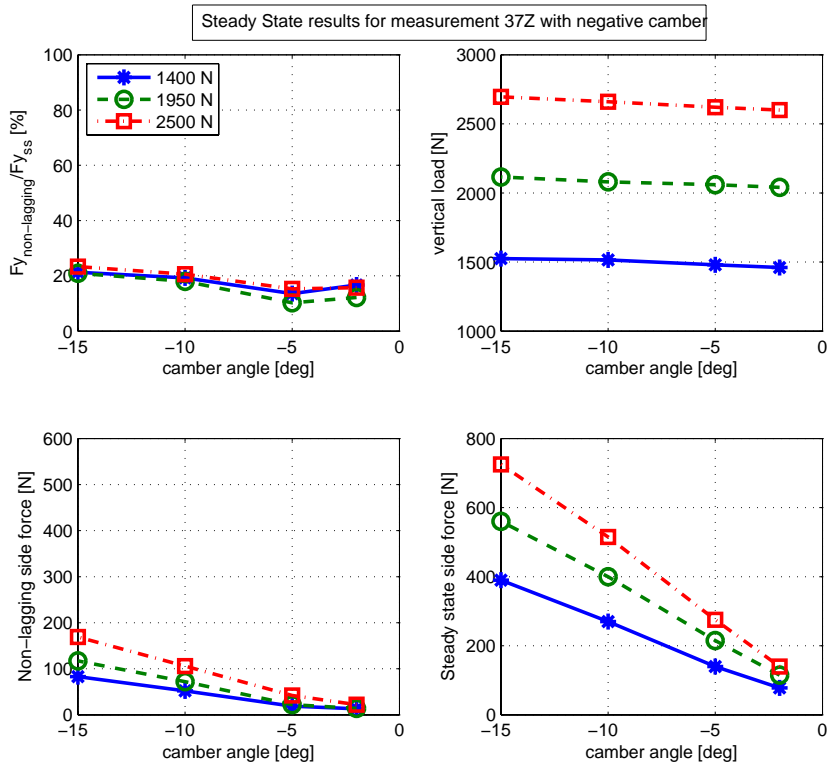 Steady State results for measurement 37Z with negative camber
Fy_non−lagging/Fy_ss [%]
100
80
60
40
20
0
1400 N
1950 N
2500 N
−15 −10 −5 0
camber angle [deg]
vertical load [N]
3000
2500
2000
1500
1000
−15 −10 −5 0
camber angle [deg]
Non−lagging side force [N]
600
500
400
300
200
100
0
−15 −10 −5 0
camber angle [deg]
Steady state side force [N]
800
600
400
200
0
−15 −10 −5 0
camber angle [deg]